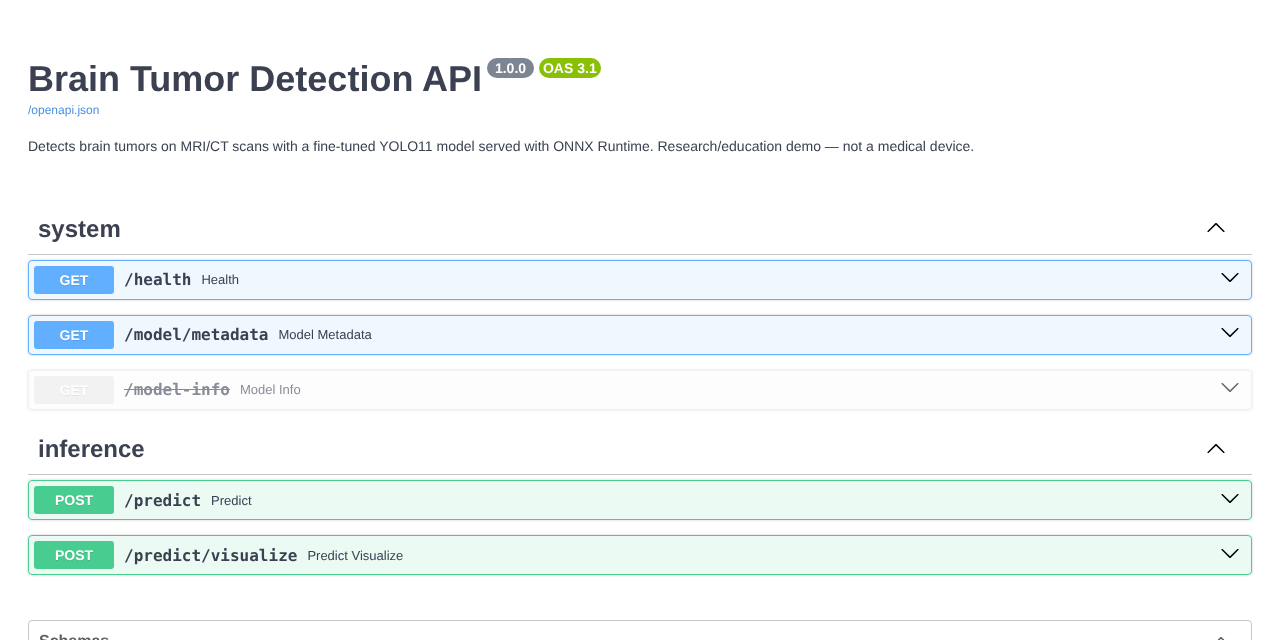 Brain Tumor Detection API 1.0.0 OAS 3.1
/openapi.json
Detects brain tumors on MRI/CT scans with a fine-tuned YOLO11 model served with ONNX Runtime. Research/education demo — not a medical device.
system
GET /health Health
GET /model/metadata Model Metadata
GET /model-info Model Info
inference
POST /predict Predict
POST /predict/visualize Predict Visualize
Schemas